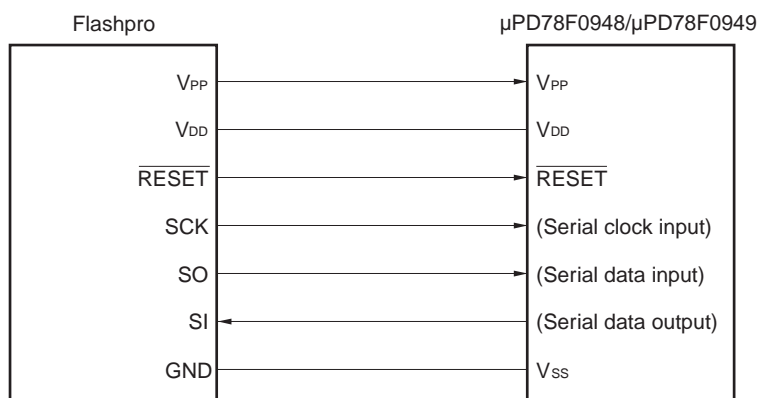 Flashpro µPD78F0948/µPD78F0949
VPP VPP
VDD VDD
RESET RESET
SCK (Serial clock input)
SO (Serial data input)
SI (Serial data output)
GND VSS